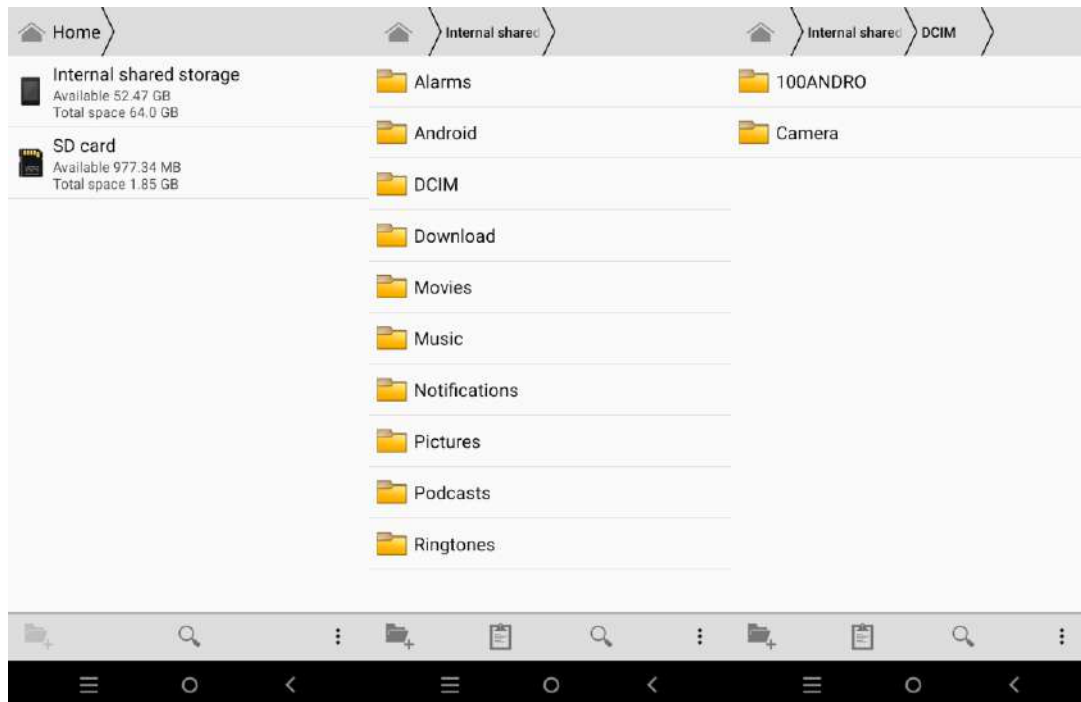 Home
Internal shared storage
Available 52.47 GB
Total space 64.0 GB
SD card
Available 977.34 MB
Total space 1.85 GB
Internal shared
Alarms
Android
DCIM
Download
Movies
Music
Notifications
Pictures
Podcasts
Ringtones
Internal shared DCIM
100ANDRO
Camera